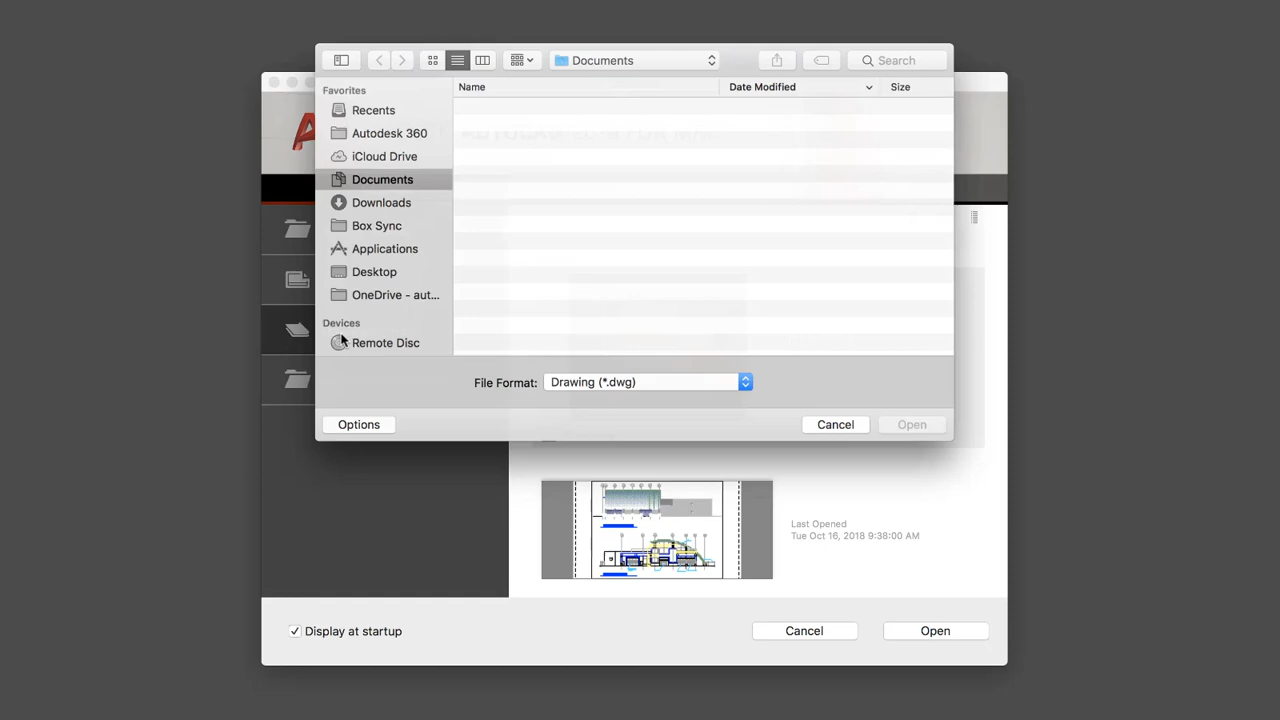 Documents
Search
Favorites
Recents
Autodesk 360
iCloud Drive
Documents
Downloads
Box Sync
Applications
Desktop
OneDrive - aut...
Devices
Remote Disc
Name
Date Modified
Size
File Format:
Drawing (*.dwg)
Options
Cancel
Open
Last Opened
Tue Oct 16, 2018 9:38:00 AM
Display at startup
Cancel
Open